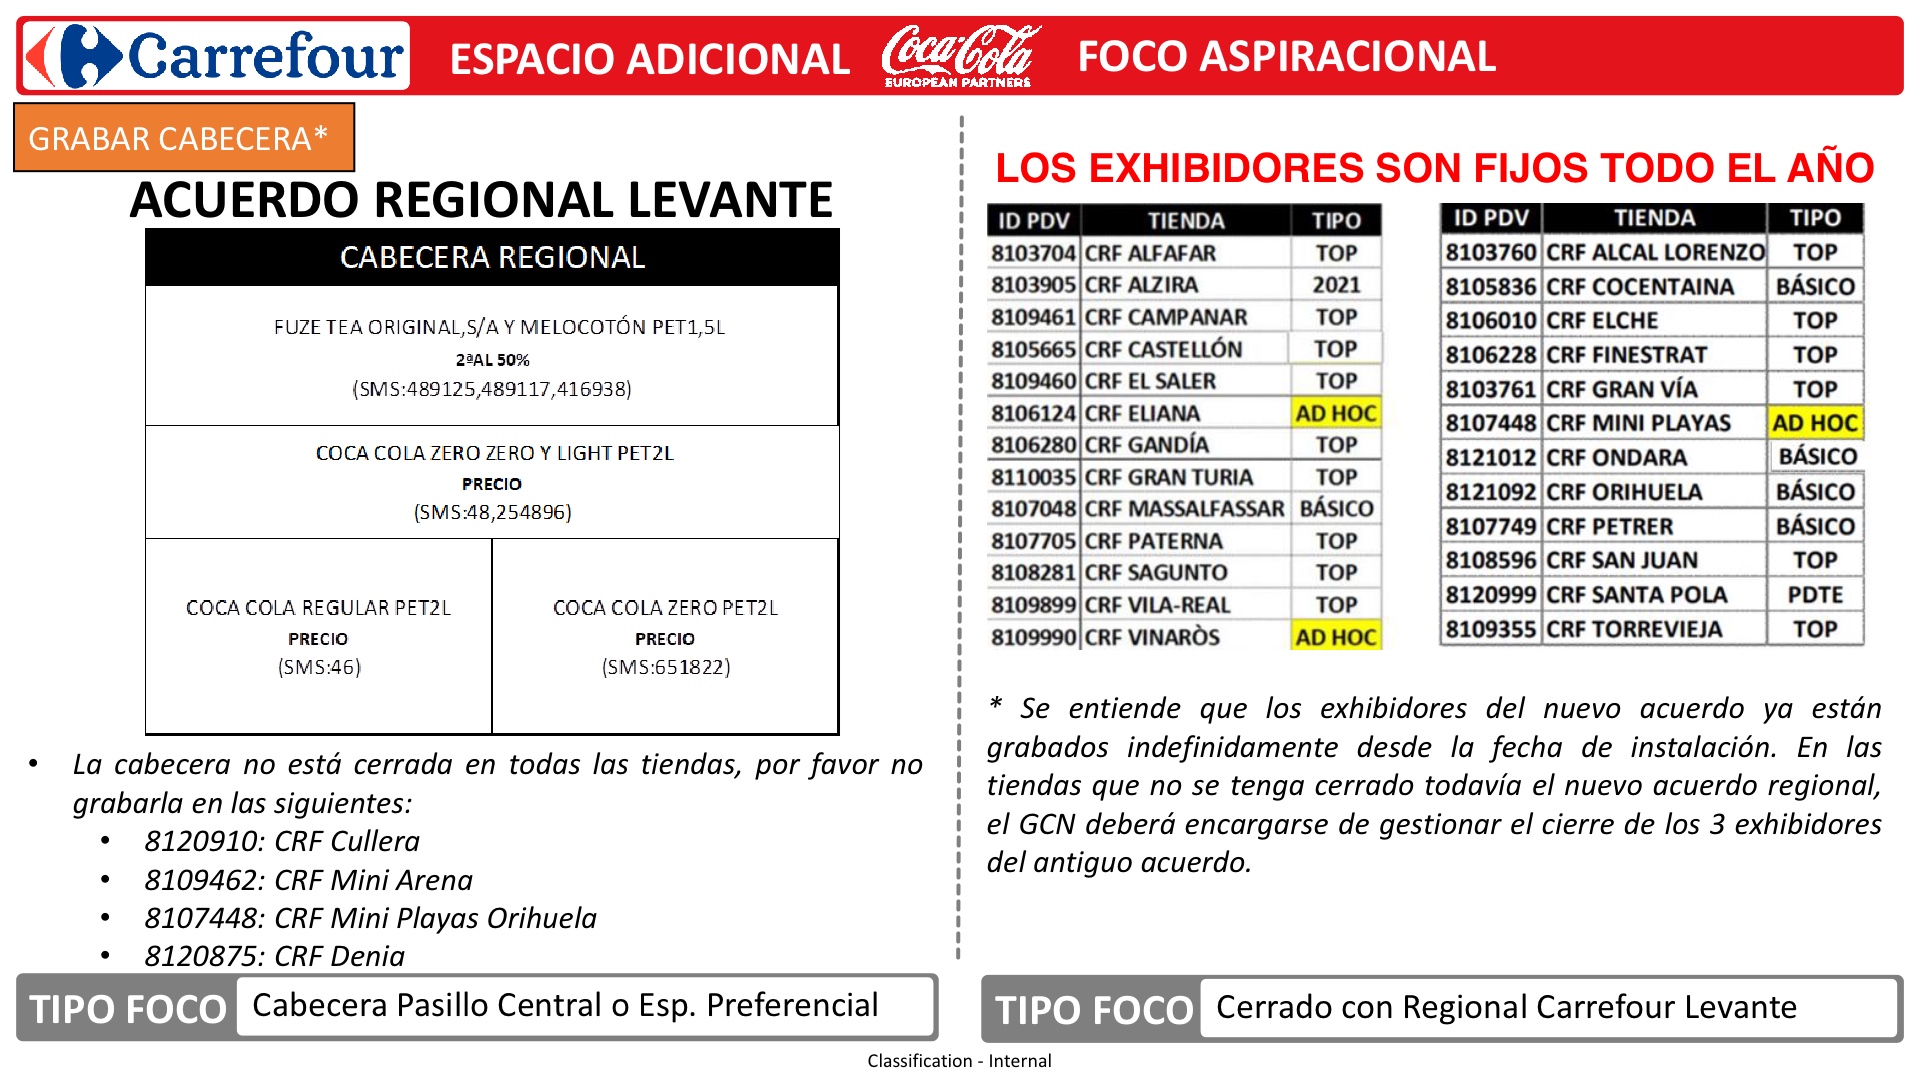 Carrefour
ESPACIO ADICIONAL
Coca-Cola
EUROPEAN PARTNERS
FOCO ASPIRACIONAL
GRABAR CABECERA*
ACUERDO REGIONAL LEVANTE
CABECERA REGIONAL
FUZE TEA ORIGINAL,S/A Y MELOCOTÓN PET1,5L
2ªAL 50%
(SMS:489125,489117,416938)
COCA COLA ZERO ZERO Y LIGHT PET2L
PRECIO
(SMS:48,254896)
COCA COLA REGULAR PET2L
PRECIO
(SMS:46)
COCA COLA ZERO PET2L
PRECIO
(SMS:651822)
• La cabecera no está cerrada en todas las tiendas, por favor no
grabarla en las siguientes:
• 8120910: CRF Cullera
• 8109462: CRF Mini Arena
• 8107448: CRF Mini Playas Orihuela
• 8120875: CRF Denia
TIPO FOCO Cabecera Pasillo Central o Esp. Preferencial
LOS EXHIBIDORES SON FIJOS TODO EL AÑO
ID PDV TIENDA TIPO
8103704 CRF ALFAFAR TOP
8103905 CRF ALZIRA 2021
8109461 CRF CAMPANAR TOP
8105665 CRF CASTELLÓN TOP
8109460 CRF EL SALER TOP
8106124 CRF ELIANA AD HOC
8106280 CRF GANDÍA TOP
8110035 CRF GRAN TURIA TOP
8107048 CRF MASSALFASSAR BÁSICO
8107705 CRF PATERNA TOP
8108281 CRF SAGUNTO TOP
8109899 CRF VILA-REAL TOP
8109990 CRF VINARÒS AD HOC
ID PDV TIENDA TIPO
8103760 CRF ALCAL LORENZO TOP
8105836 CRF COCENTAINA BÁSICO
8106010 CRF ELCHE TOP
8106228 CRF FINESTRAT TOP
8103761 CRF GRAN VÍA TOP
8107448 CRF MINI PLAYAS AD HOC
8121012 CRF ONDARA BÁSICO
8121092 CRF ORIHUELA BÁSICO
8107749 CRF PETRER BÁSICO
8108596 CRF SAN JUAN TOP
8120999 CRF SANTA POLA PDTE
8109355 CRF TORREVIEJA TOP
* Se entiende que los exhibidores del nuevo acuerdo ya están
grabados indefinidamente desde la fecha de instalación. En las
tiendas que no se tenga cerrado todavía el nuevo acuerdo regional,
el GCN deberá encargarse de gestionar el cierre de los 3 exhibidores
del antiguo acuerdo.
TIPO FOCO Cerrado con Regional Carrefour Levante
Classification - Internal